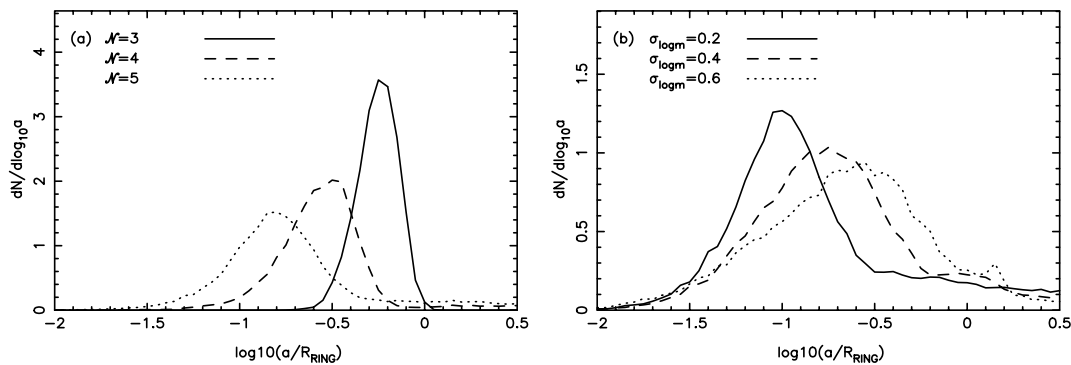 (a) 𝒩=3
𝒩=4
𝒩=5
dN/dlog10a
0 1 2 3 4
−2 −1.5 −1 −0.5 0 0.5
log10(a/RRING)
(b) σlogm=0.2
σlogm=0.4
σlogm=0.6
dN/dlog10a
0 0.5 1 1.5
−2 −1.5 −1 −0.5 0 0.5
log10(a/RRING)